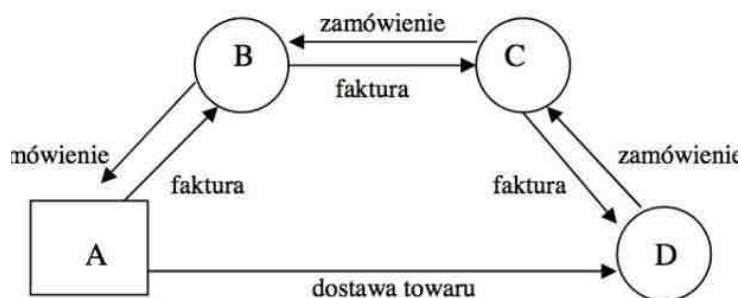 zamówienie
B
C
faktura
mówienie
zamówienie
faktura
faktura
A
D
dostawa towaru